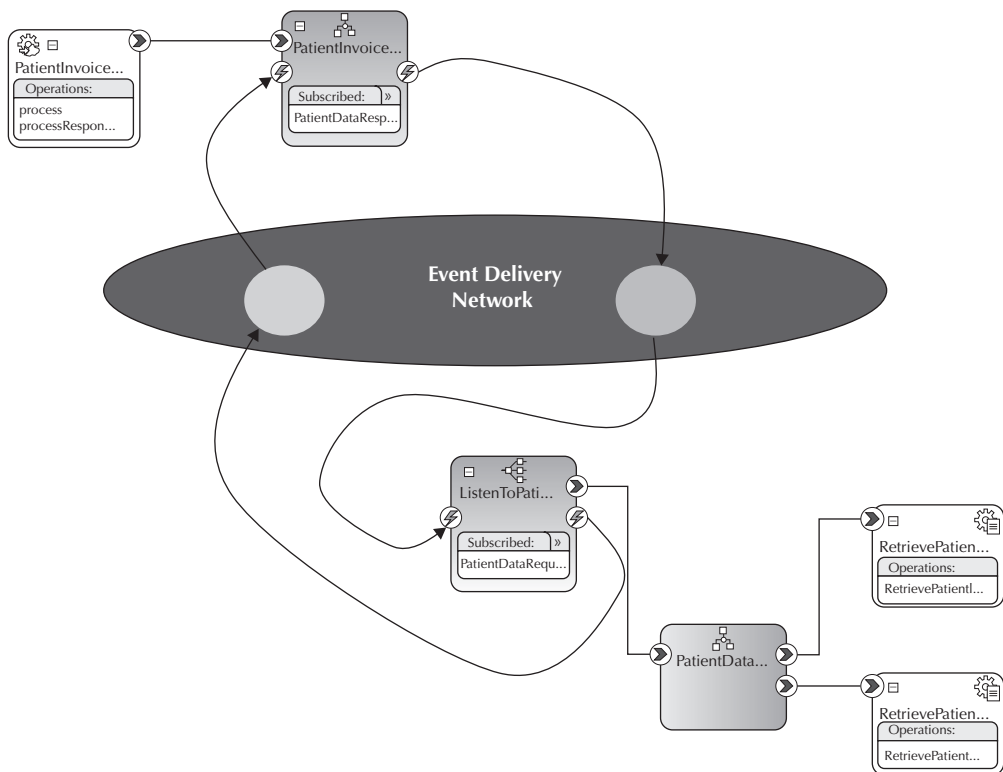 PatientInvoice...
Operations:
process
processRespon...
PatientInvoice...
Subscribed: »
PatientDataResp...
Event Delivery
Network
ListenToPati...
Subscribed: »
PatientDataRequ...
PatientData...
RetrievePatien...
Operations:
RetrievePatientI...
RetrievePatien...
Operations:
RetrievePatient...